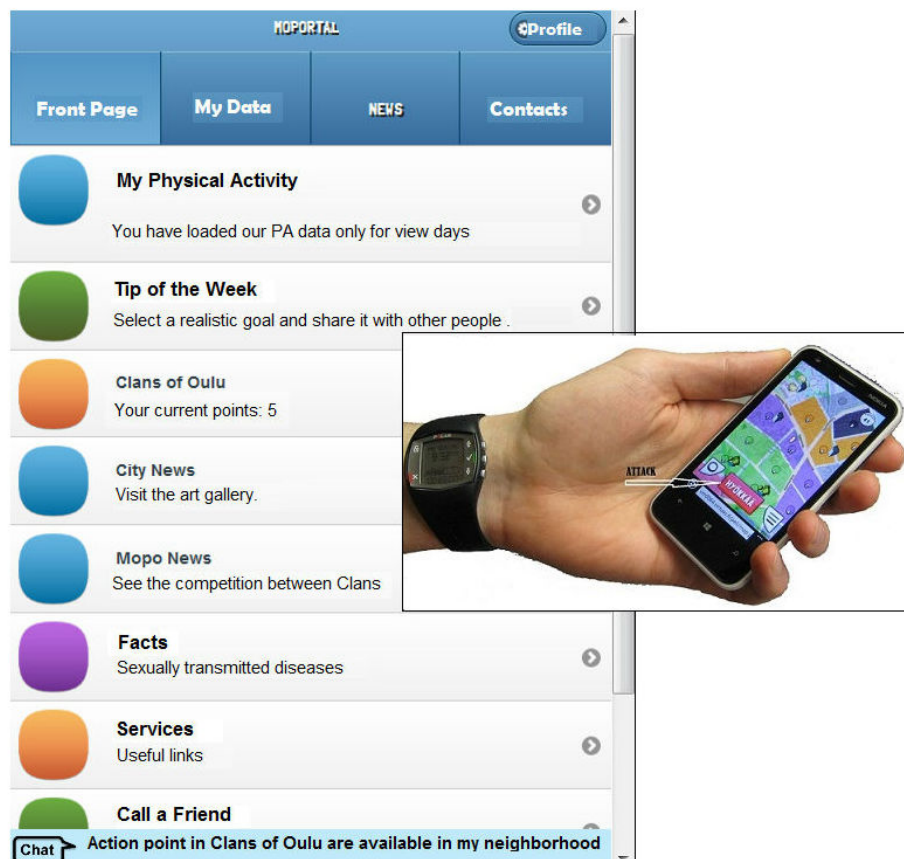 MOPORTAL
Profile
Front Page
My Data
NEWS
Contacts
My Physical Activity
You have loaded our PA data only for view days
Tip of the Week
Select a realistic goal and share it with other people .
Clans of Oulu
Your current points: 5
City News
Visit the art gallery.
Mopo News
See the competition between Clans
Facts
Sexually transmitted diseases
Services
Useful links
Call a Friend
Chat
Action point in Clans of Oulu are available in my neighborhood
ATTACK
NOKIA
HYÖKKÄÄ